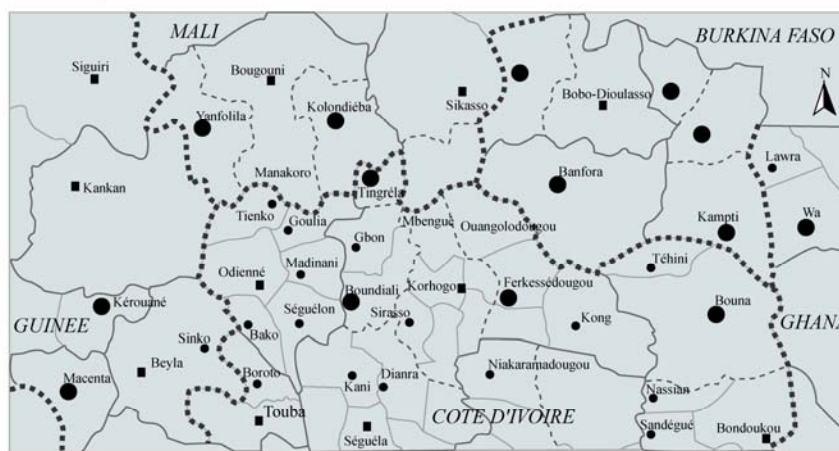 MALI
BURKINA FASO
N
Siguiri
Bougouni
Bobo-Dioulasso
Sikasso
Kolondiéba
Yanfolila
Lawra
Manakoro
Kankan
Tingréla
Banfora
Wa
Tienko
Goulia
Mbengué
Ouangolodougou
Kampti
Gbon
Téhini
Odienné
Madinani
Korhogo
Boundiali
Ferkessédougou
Kérouané
Bouna
Séguélon
Sirasso
GUINEE
GHANA
Bako
Kong
Sinko
Beyla
Macenta
Boroto
Kani
Dianra
Niakaramadougou
Nassian
Touba
COTE D'IVOIRE
Séguéla
Sandégué
Bondoukou